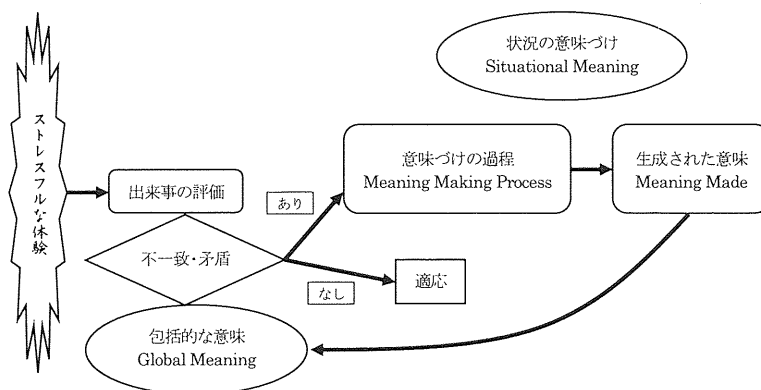 状況の意味づけ
Situational Meaning
ストレスフルな体験
出来事の評価
不一致・矛盾
あり
なし
意味づけの過程
Meaning Making Process
生成された意味
Meaning Made
適応
包括的な意味
Global Meaning